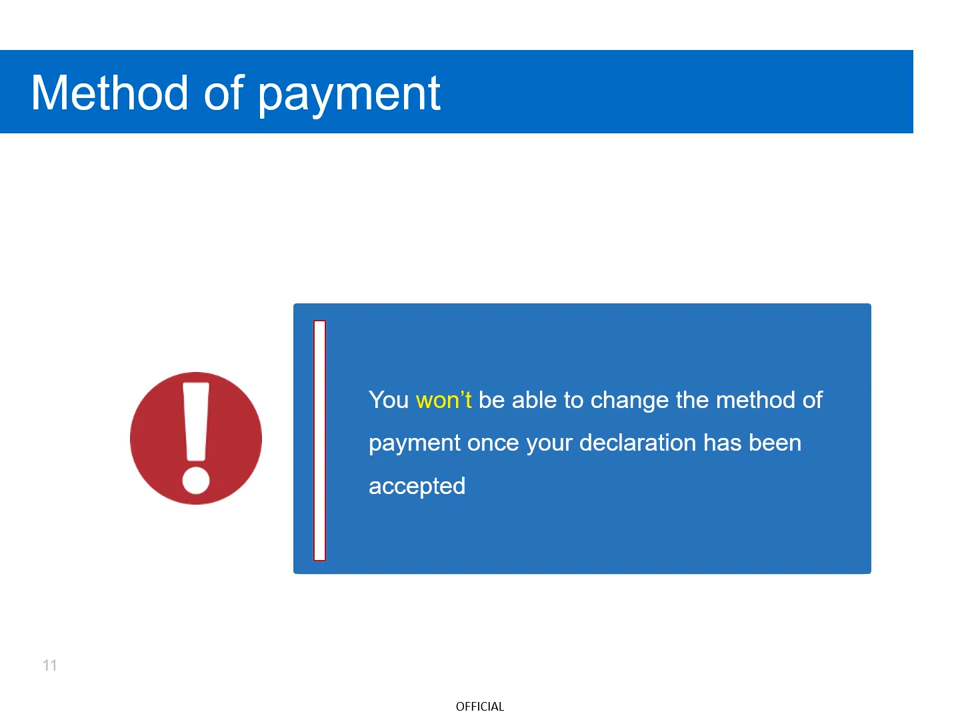 Method of payment
You won’t be able to change the method of
payment once your declaration has been
accepted
11
OFFICIAL